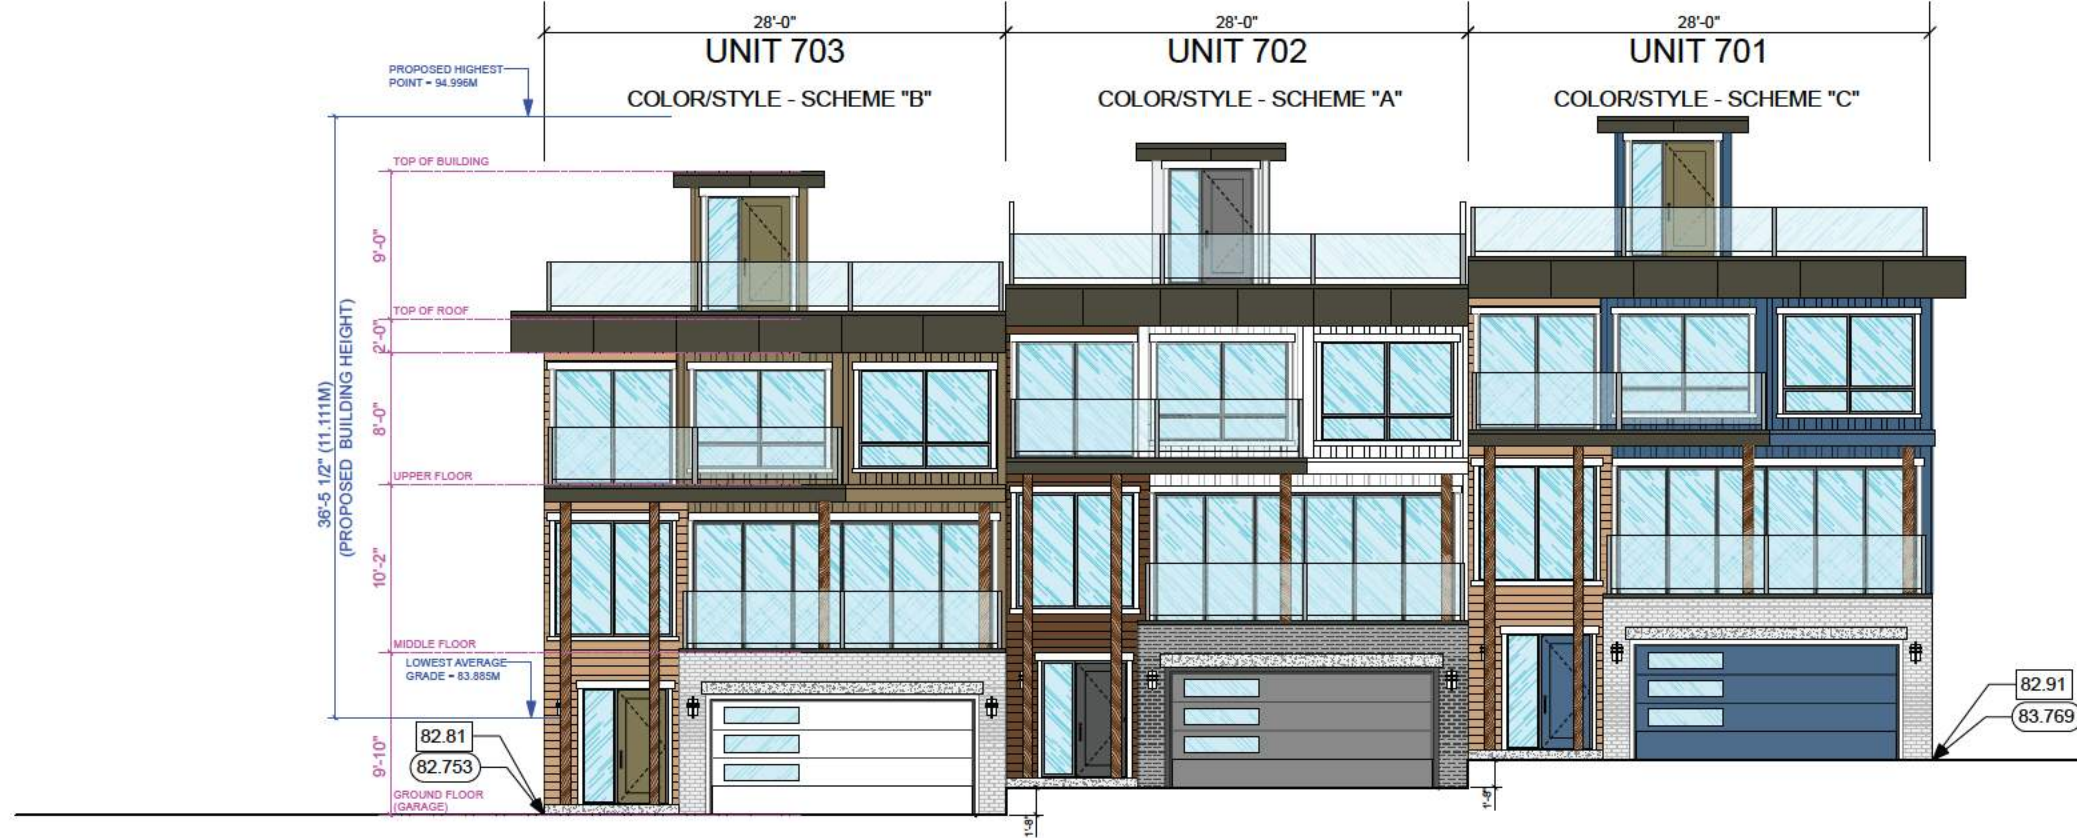 28'-0"
28'-0"
28'-0"
UNIT 703
UNIT 702
UNIT 701
COLOR/STYLE - SCHEME "B"
COLOR/STYLE - SCHEME "A"
COLOR/STYLE - SCHEME "C"
PROPOSED HIGHEST
POINT = 94.996M
TOP OF BUILDING
9'-0"
TOP OF ROOF
2'-0"
36'-5 1/2" (11.111M)
(PROPOSED BUILDING HEIGHT)
8'-0"
UPPER FLOOR
10'-2"
MIDDLE FLOOR
LOWEST AVERAGE
GRADE = 83.885M
82.81
82.753
9'-10"
GROUND FLOOR
(GARAGE)
1'-8"
1'-8"
82.91
83.769